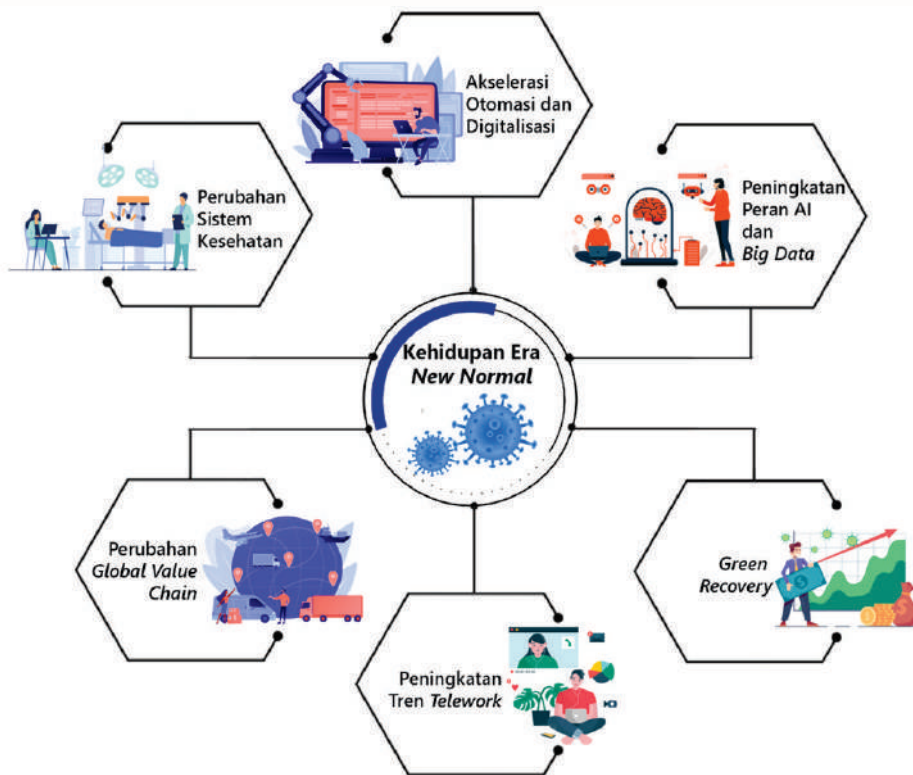 Akselerasi
Otomasi dan
Digitalisasi
Perubahan
Sistem
Kesehatan
Peningkatan
Peran AI
dan
Big Data
Kehidupan Era
New Normal
Perubahan
Global Value
Chain
Green
Recovery
Peningkatan
Tren Telework